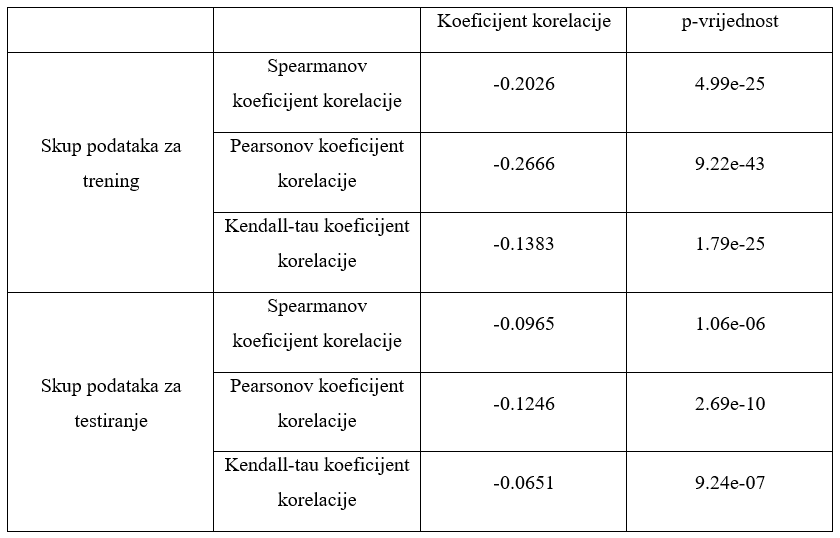 Koeficijent korelacije p-vrijednost
Skup podataka za
trening
Spearmanov
koeficijent korelacije
-0.2026 4.99e-25
Pearsonov koeficijent
korelacije
-0.2666 9.22e-43
Kendall-tau koeficijent
korelacije
-0.1383 1.79e-25
Skup podataka za
testiranje
Spearmanov
koeficijent korelacije
-0.0965 1.06e-06
Pearsonov koeficijent
korelacije
-0.1246 2.69e-10
Kendall-tau koeficijent
korelacije
-0.0651 9.24e-07